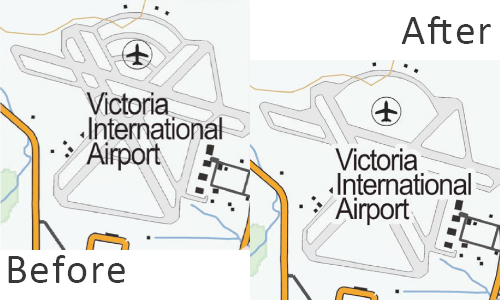 After
Victoria
International
Airport
Victoria
International
Airport
Before